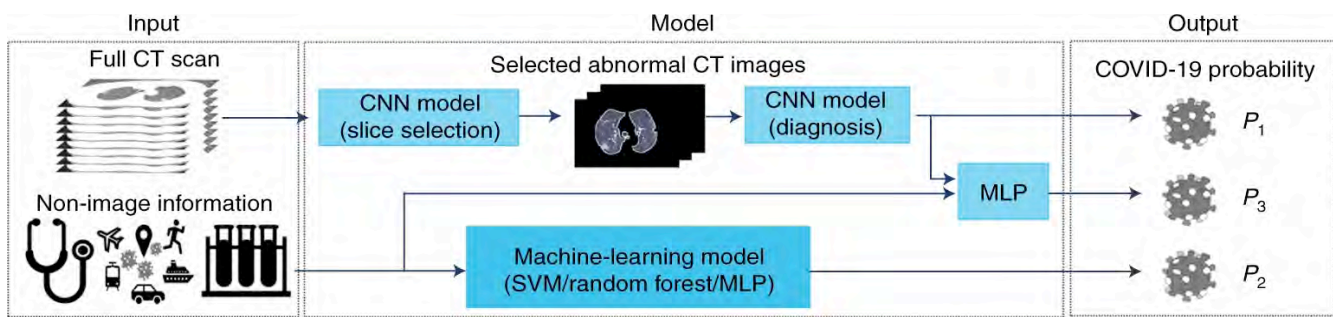 Input
Model
Output
Full CT scan
Selected abnormal CT images
COVID-19 probability
CNN model
(slice selection)
CNN model
(diagnosis)
P1
Non-image information
MLP
P3
Machine-learning model
(SVM/random forest/MLP)
P2